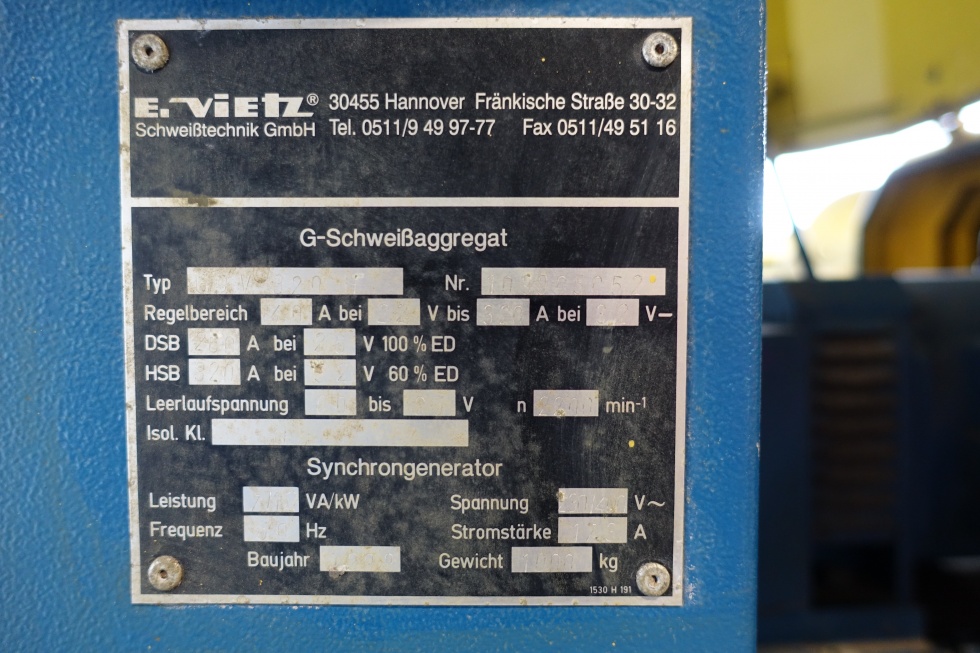 E. VIETZ® 30455 Hannover Fränkische Straße 30-32
Schweißtechnik GmbH Tel. 0511/9 49 97-77 Fax 0511/49 51 16
G-Schweißaggregat
Typ Nr.
Regelbereich A bei V bis A bei V–
DSB A bei V 100 % ED
HSB A bei V 60 % ED
Leerlaufspannung bis V n min-1
Isol. Kl.
Synchrongenerator
Leistung VA/kW Spannung V~
Frequenz Hz Stromstärke A
Baujahr Gewicht kg
1530 H 191